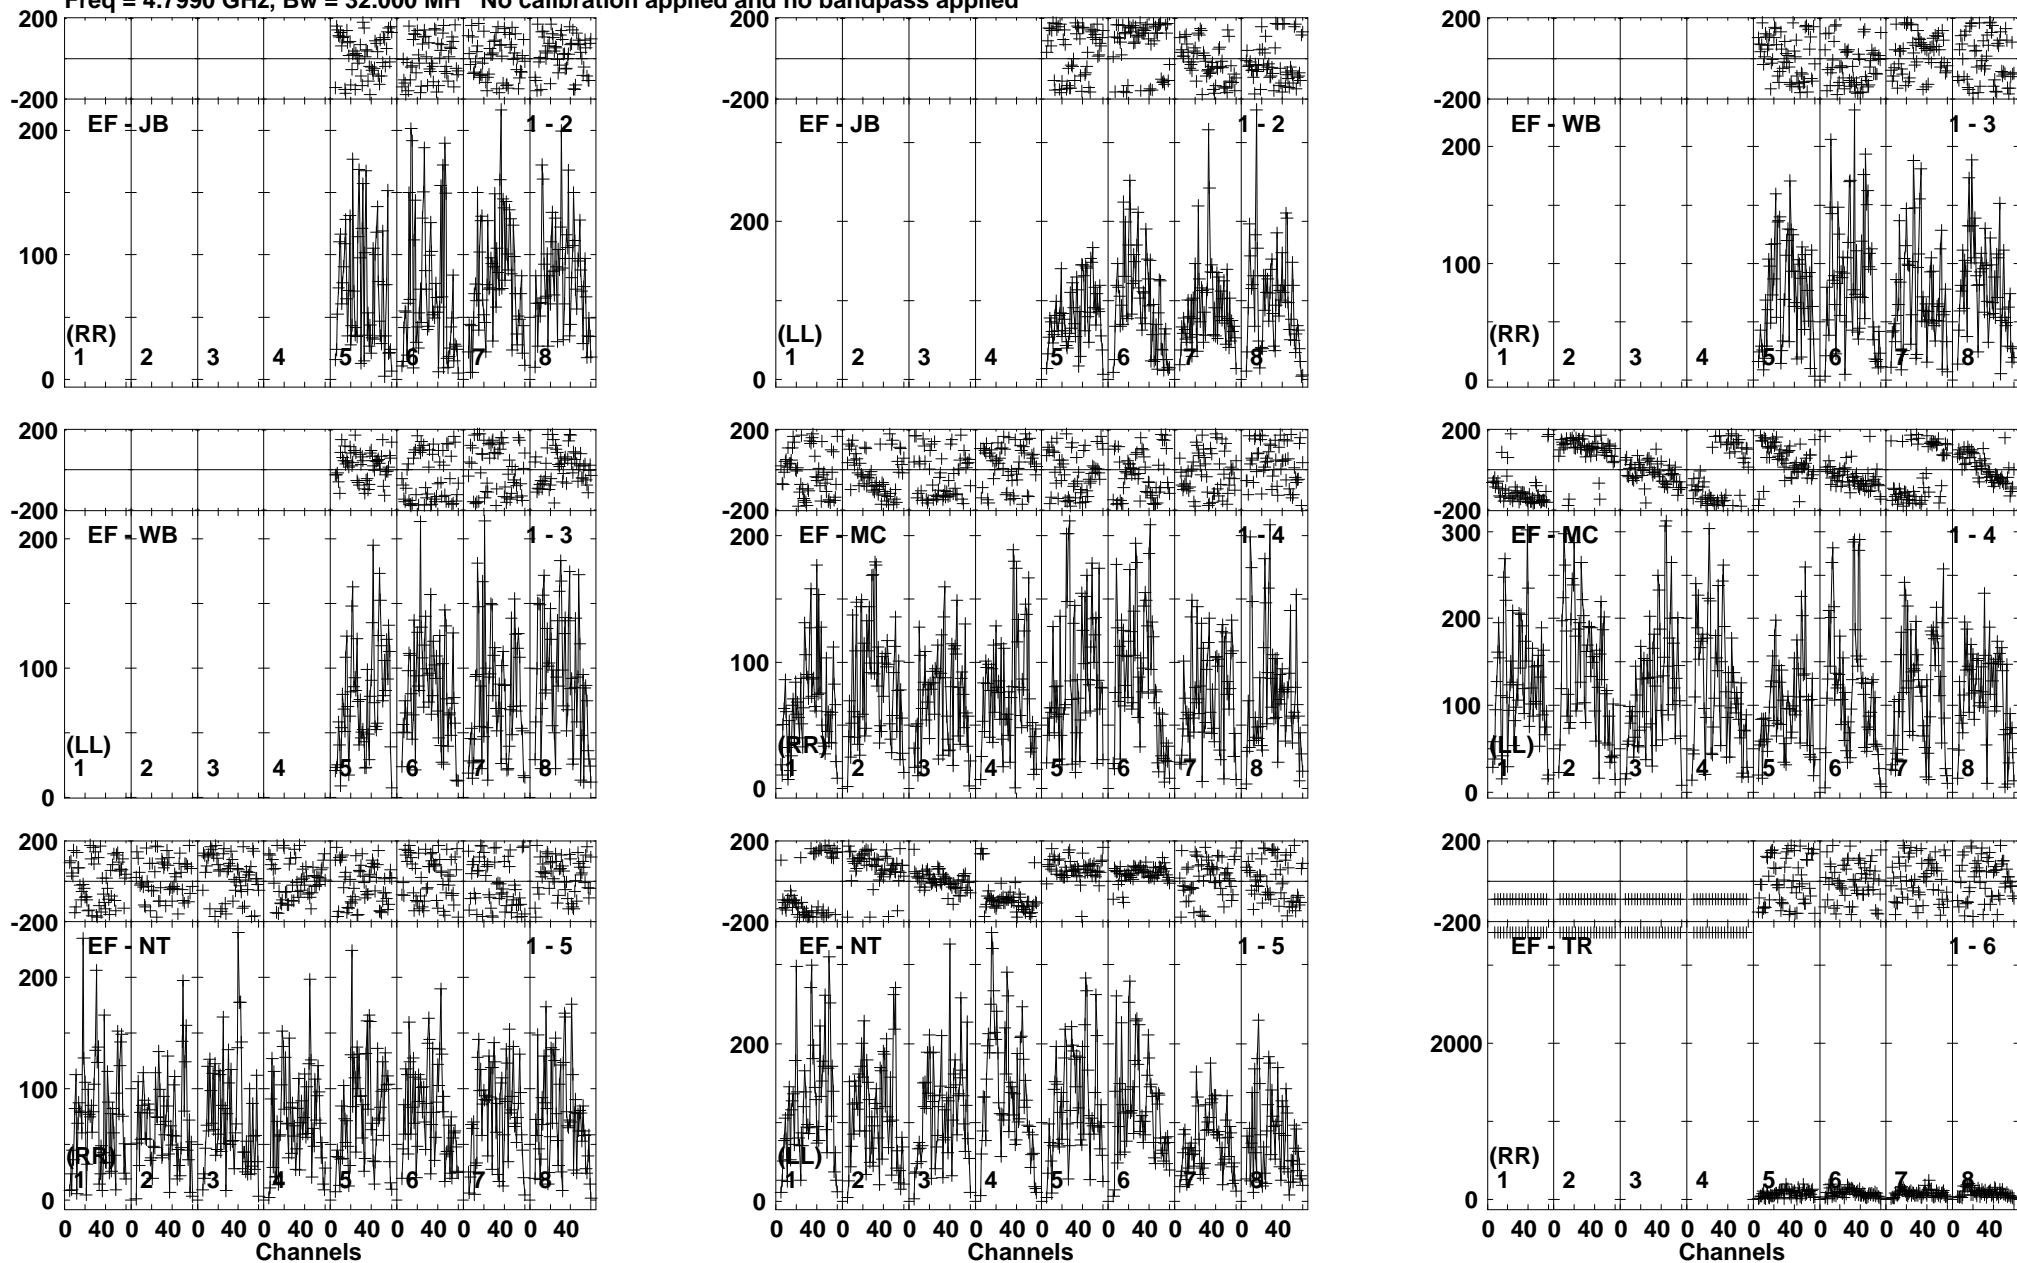 Freq = 4.7990 GHz, Bw = 32.000 MH No calibration applied and no bandpass applied
200 200 200
-200 -200 -200
EF - JB 1 - 2 EF - JB 1 - 2 EF - WB 1 - 3
200 200 200
100 100
(RR) (LL) (RR)
1 2 3 4 5 6 7 8 1 2 3 4 5 6 7 8 1 2 3 4 5 6 7 8
0 0 0
200 200 200
-200 -200 -200
EF - WB 1 - 3 EF - MC 1 - 4 EF - MC 1 - 4
200 200 300
200
100 100 100
(LL) (RR) (LL)
1 2 3 4 5 6 7 8 1 2 3 4 5 6 7 8 1 2 3 4 5 6 7 8
0 0 0
200 200 200
-200 -200 -200
EF - NT 1 - 5 EF - NT 1 - 5 EF - TR 1 - 6
200 200 2000
100
(RR) (LL) (RR)
1 2 3 4 5 6 7 8 1 2 3 4 5 6 7 8 1 2 3 4 5 6 7 8
0 0 0
0 40 0 40 0 40 0 40 0 40 0 40 0 40 0 40 0 40 0 40 0 40 0 40 0 40 0 40 0 40 0 40 0 40 0 40 0 40 0 40 0 40 0 40 0 40 0 40
Channels Channels Channels